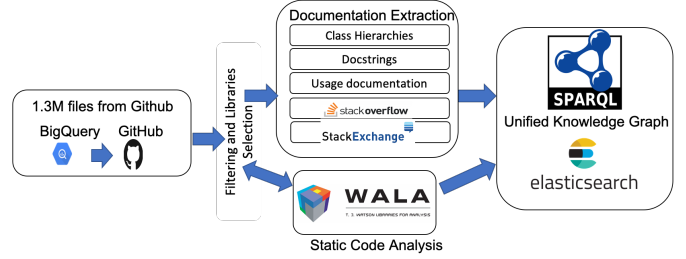 1.3M files from Github
BigQuery
GitHub
Filtering and Libraries
Selection
Documentation Extraction
Class Hierarchies
Docstrings
Usage documentation
stackoverflow
StackExchange
WALA
T. J. WATSON LIBRARIES FOR ANALYSIS
Static Code Analysis
SPARQL
Unified Knowledge Graph
elasticsearch